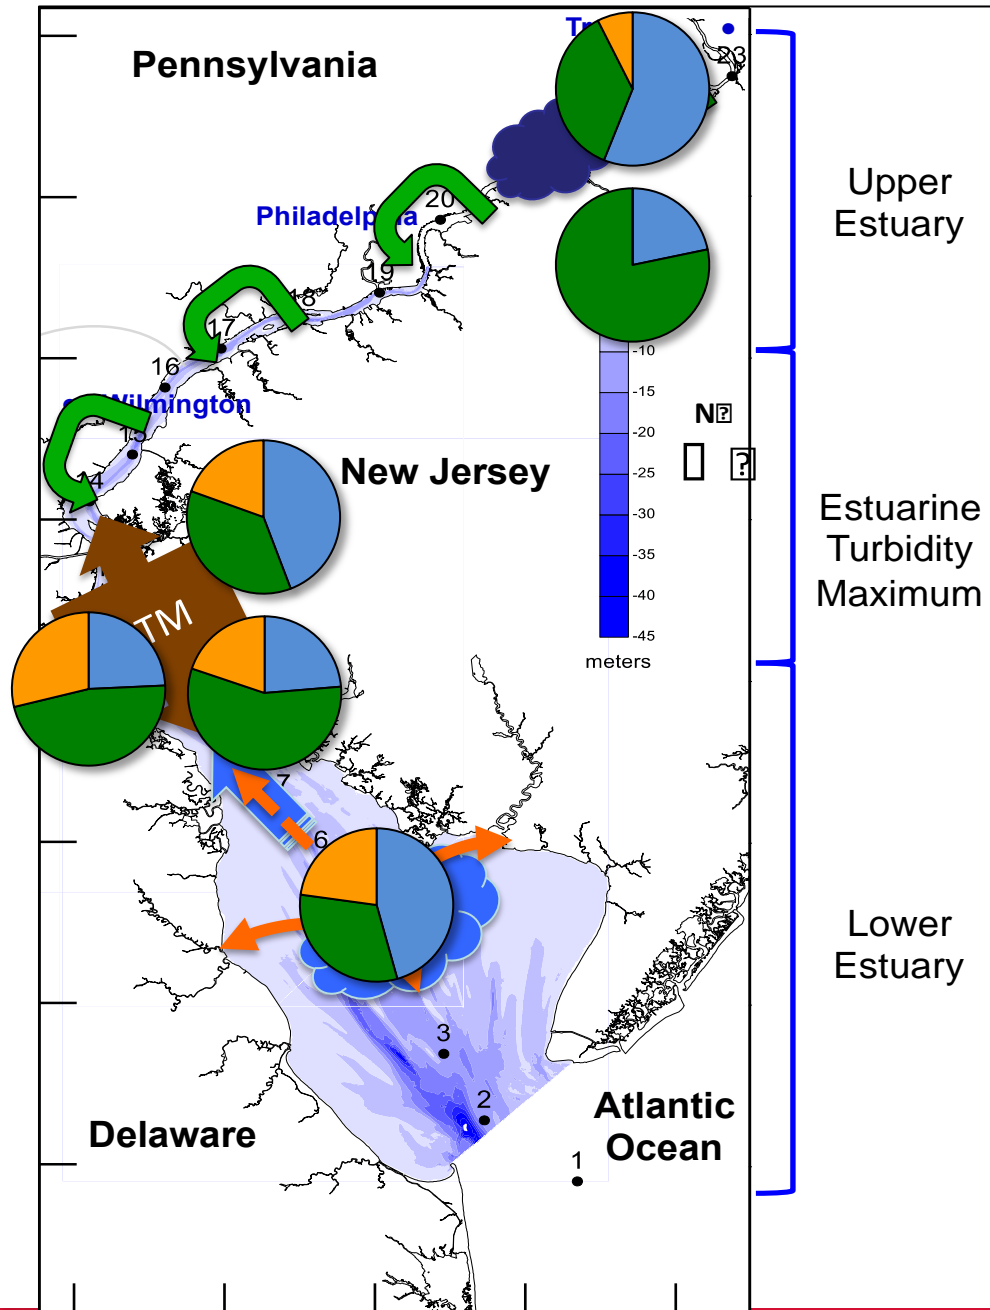 Pennsylvania
23
Upper
Estuary
20
Philadelphia
19
18
17
-10
16
-15
Wilmington
N
-20
15
New Jersey
-25
14
-30
Estuarine
Turbidity
Maximum
-35
-40
TM
-45
meters
7
6
Lower
Estuary
3
2
Atlantic
Ocean
Delaware
1